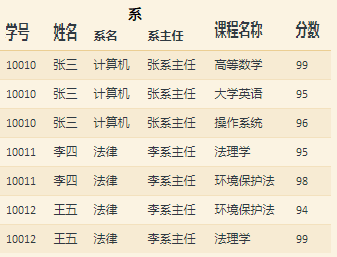 系
学号 姓名 系名 系主任 课程名称 分数
10010 张三 计算机 张系主任 高等数学 99
10010 张三 计算机 张系主任 大学英语 95
10010 张三 计算机 张系主任 操作系统 96
10011 李四 法律 李系主任 法理学 95
10011 李四 法律 李系主任 环境保护法 98
10012 王五 法律 李系主任 环境保护法 94
10012 王五 法律 李系主任 法理学 99